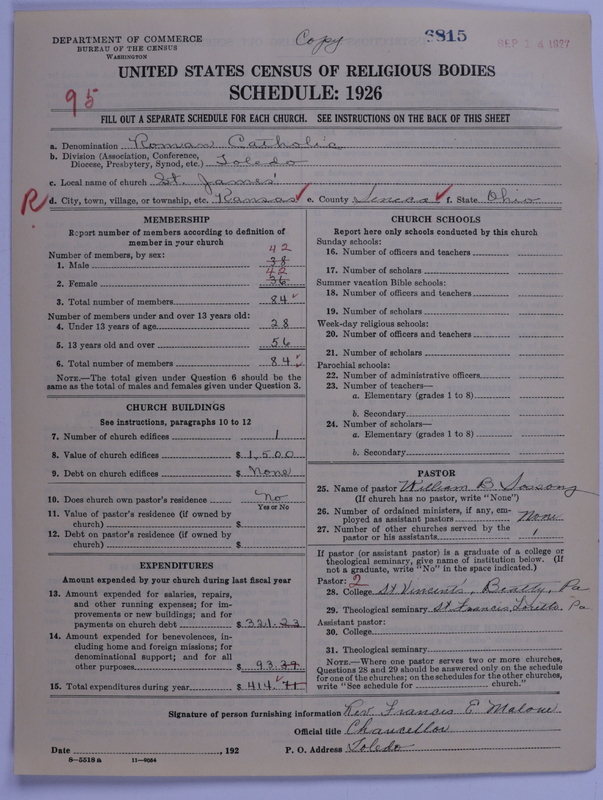 DEPARTMENT OF COMMERCE
BUREAU OF THE CENSUS
WASHINGTON
Copy
6815
SEP 1927
UNITED STATES CENSUS OF RELIGIOUS BODIES
SCHEDULE: 1926
95
FILL OUT A SEPARATE SCHEDULE FOR EACH CHURCH. SEE INSTRUCTIONS ON THE BACK OF THIS SHEET
a. Denomination Roman Catholic
b. Division (Association, Conference, Diocese, Presbytery, Synod, etc.) Toledo
c. Local name of church St. James'
R d. City, town, village, or township, etc. Kansas e. County Seneca f. State Ohio
MEMBERSHIP
Report number of members according to definition of
member in your church
Number of members, by sex:
42
1. Male 38
42
2. Female 36
3. Total number of members 84
Number of members under and over 13 years old:
4. Under 13 years of age 28
5. 13 years old and over 56
6. Total number of members 84
NOTE.—The total given under Question 6 should be the
same as the total of males and females given under Question 3.
CHURCH BUILDINGS
See instructions, paragraphs 10 to 12
7. Number of church edifices 1
8. Value of church edifices $ 1,500
9. Debt on church edifices $ None
10. Does church own pastor's residence No
Yes or No
11. Value of pastor's residence (if owned by
church) $
12. Debt on pastor's residence (if owned by
church) $
EXPENDITURES
Amount expended by your church during last fiscal year
13. Amount expended for salaries, repairs,
and other running expenses; for im-
provements or new buildings; and for
payments on church debt $ 321.23
14. Amount expended for benevolences, in-
cluding home and foreign missions; for
denominational support; and for all
other purposes $ 93.
15. Total expenditures during year $ 414.
CHURCH SCHOOLS
Report here only schools conducted by this church
Sunday schools:
16. Number of officers and teachers
17. Number of scholars
Summer vacation Bible schools:
18. Number of officers and teachers
19. Number of scholars
Week-day religious schools:
20. Number of officers and teachers
21. Number of scholars
Parochial schools:
22. Number of administrative officers
23. Number of teachers—
a. Elementary (grades 1 to 8)
b. Secondary
24. Number of scholars—
a. Elementary (grades 1 to 8)
b. Secondary
PASTOR
25. Name of pastor William B. Sossong
(If church has no pastor, write "None")
26. Number of ordained ministers, if any, em-
ployed as assistant pastors None
27. Number of other churches served by the
pastor or his assistants 1
If pastor (or assistant pastor) is a graduate of a college or
theological seminary, give name of institution below. (If
not a graduate, write "No" in the space indicated.)
Pastor: 2
28. College St Vincent's, Beatty, Pa
29. Theological seminary St Francis Loretto Pa
Assistant pastor:
30. College
31. Theological seminary
NOTE.—Where one pastor serves two or more churches,
Questions 28 and 29 should be answered only on the schedule
for one of the churches; on the schedules for the other churches,
write "See schedule for church."
Signature of person furnishing information Rev. Francis E Malone
Official title Chancellor
Date , 192 P. O. Address Toledo
8—5518 a 11—9054